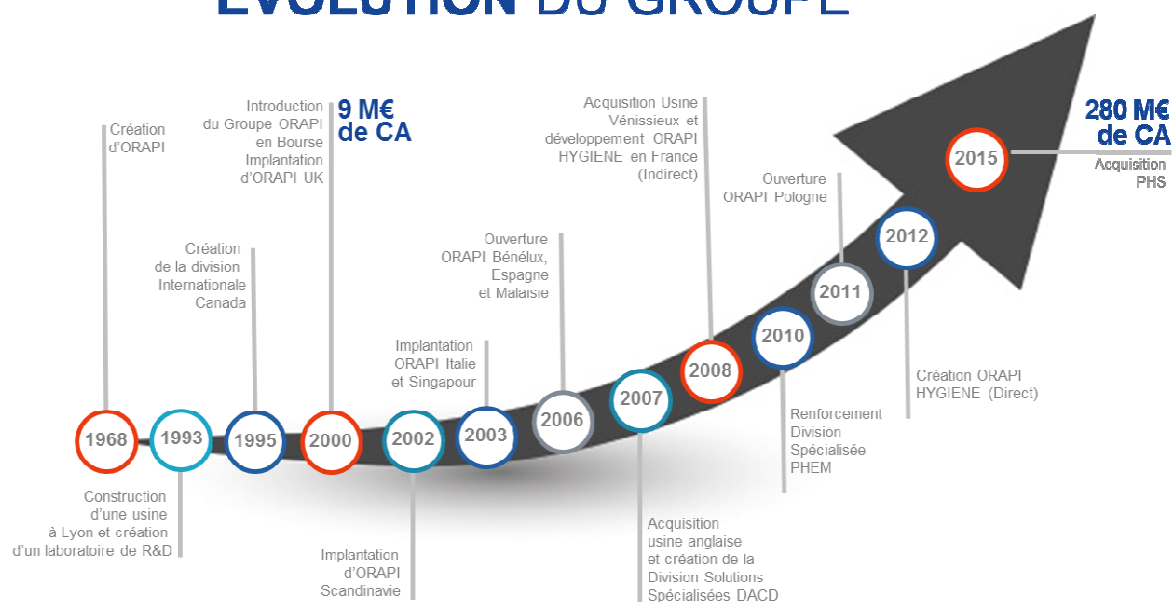 ÉVOLUTION DU GROUPE
Création
d'ORAPI
1968
Construction
d'une usine
à Lyon et création
d'un laboratoire de R&D
1993
Création
de la division
Internationale
Canada
1995
Introduction
du Groupe ORAPI
en Bourse
Implantation
d'ORAPI UK
9 M€
de CA
2000
Implantation
d'ORAPI
Scandinavie
2002
Implantation
ORAPI Italie
et Singapour
2003
Ouverture
ORAPI Bénélux,
Espagne
et Malaisie
2006
Acquisition
usine anglaise
et création de la
Division Solutions
Spécialisées DACD
2007
Acquisition Usine
Vénissieux et
développement ORAPI
HYGIENE en France
(Indirect)
2008
Renforcement
Division
Spécialisée
PHEM
2010
Ouverture
ORAPI Pologne
2011
Création ORAPI
HYGIENE (Direct)
2012
280 M€
de CA
Acquisition
PHS
2015